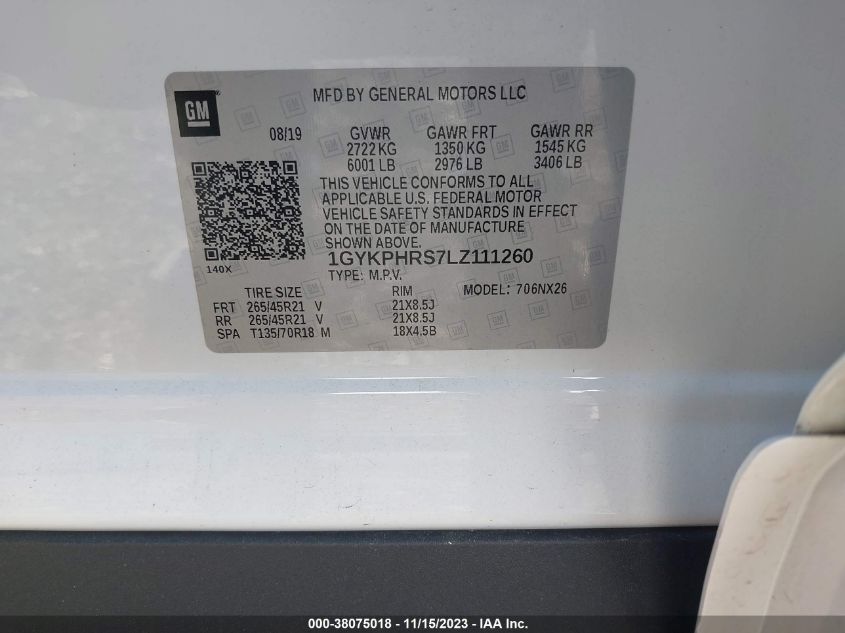 GM
MFD BY GENERAL MOTORS LLC
08/19 GVWR GAWR FRT GAWR RR
2722 KG 1350 KG 1545 KG
6001 LB 2976 LB 3406 LB
THIS VEHICLE CONFORMS TO ALL
APPLICABLE U.S. FEDERAL MOTOR
VEHICLE SAFETY STANDARDS IN EFFECT
ON THE DATE OF MANUFACTURE
SHOWN ABOVE.
140X
1GYKPHRS7LZ111260
TYPE: M.P.V. MODEL: 706NX26
TIRE SIZE RIM
FRT 265/45R21 V 21X8.5J
RR 265/45R21 V 21X8.5J
SPA T135/70R18 M 18X4.5B
000-38075018 - 11/15/2023 - IAA Inc.